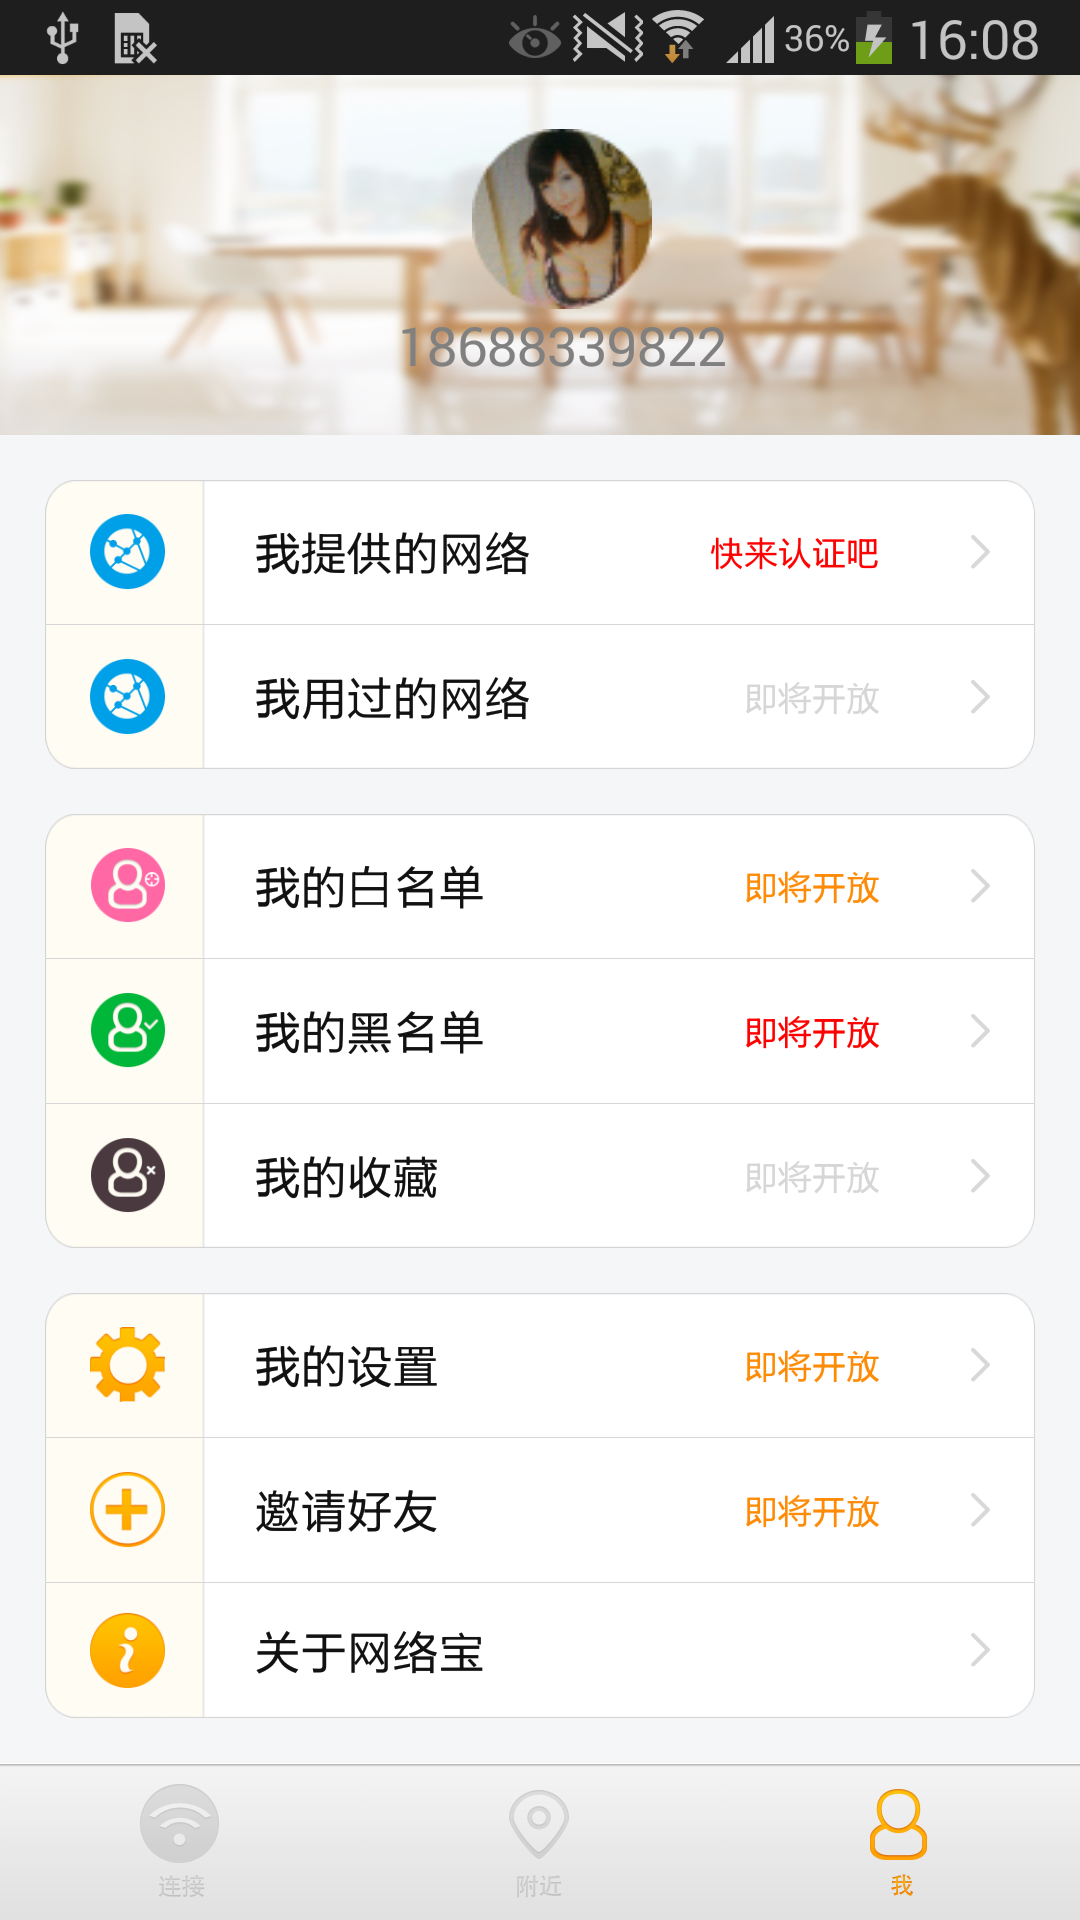 36% 16:08
18688339822
我提供的网络 快来认证吧
我用过的网络 即将开放
我的白名单 即将开放
我的黑名单 即将开放
我的收藏 即将开放
我的设置 即将开放
邀请好友 即将开放
关于网络宝
连接 附近 我